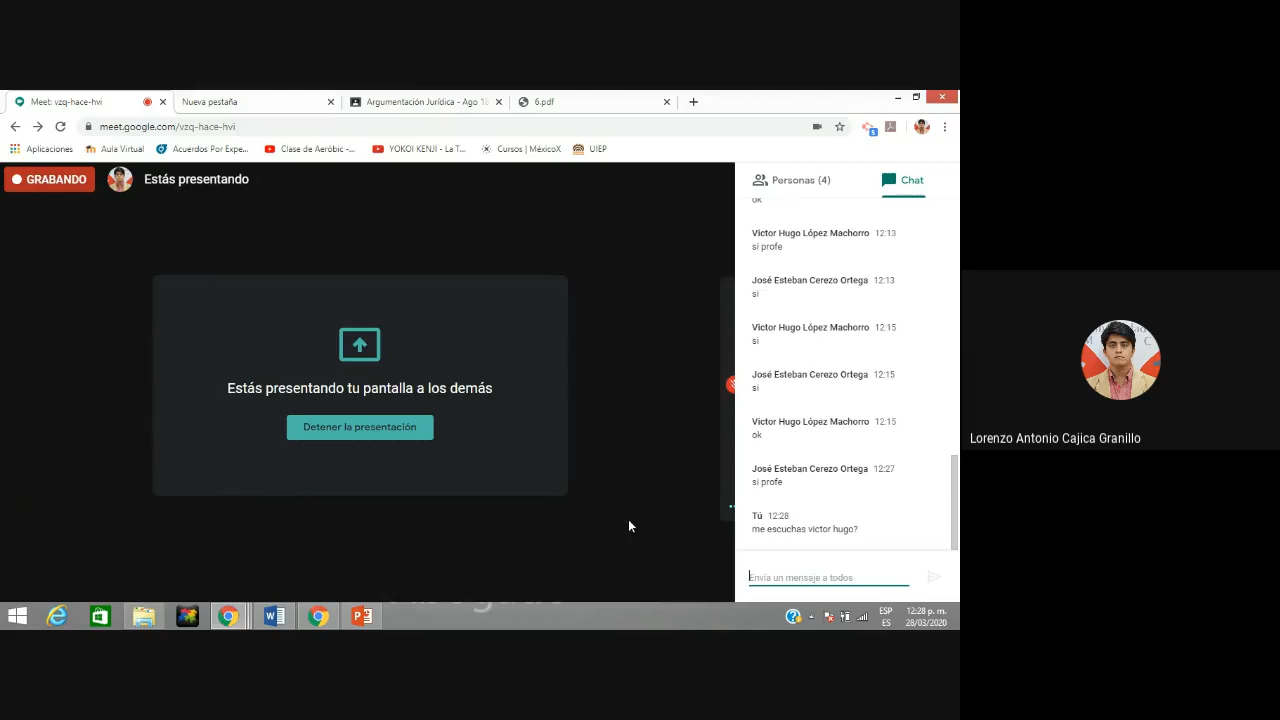 Meet: vzq-hace-hvi
Nueva pestaña
Argumentación Jurídica - Ago 18
6.pdf
meet.google.com/vzq-hace-hvi
5
Aplicaciones
Aula Virtual
Acuerdos Por Expe...
Clase de Aeróbic -...
YOKOI KENJI - La T...
Cursos | MéxicoX
UIEP
GRABANDO
Estás presentando
Personas (4)
Chat
ok
Victor Hugo López Machorro 12:13
si profe
José Esteban Cerezo Ortega 12:13
si
Victor Hugo López Machorro 12:15
si
José Esteban Cerezo Ortega 12:15
si
Victor Hugo López Machorro 12:15
ok
José Esteban Cerezo Ortega 12:27
si profe
Tú 12:28
me escuchas victor hugo?
Envía un mensaje a todos
Estás presentando tu pantalla a los demás
Detener la presentación
Lorenzo Antonio Cajica Granillo
ESP
ES
12:28 p. m.
28/03/2020